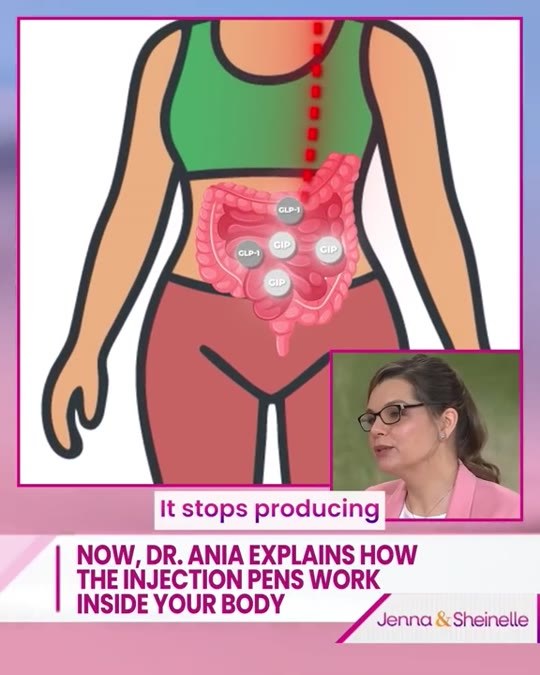 GLP-1
GLP-1
GIP
GIP
GIP
It stops producing
NOW, DR. ANIA EXPLAINS HOW
THE INJECTION PENS WORK
INSIDE YOUR BODY
Jenna & Sheinelle